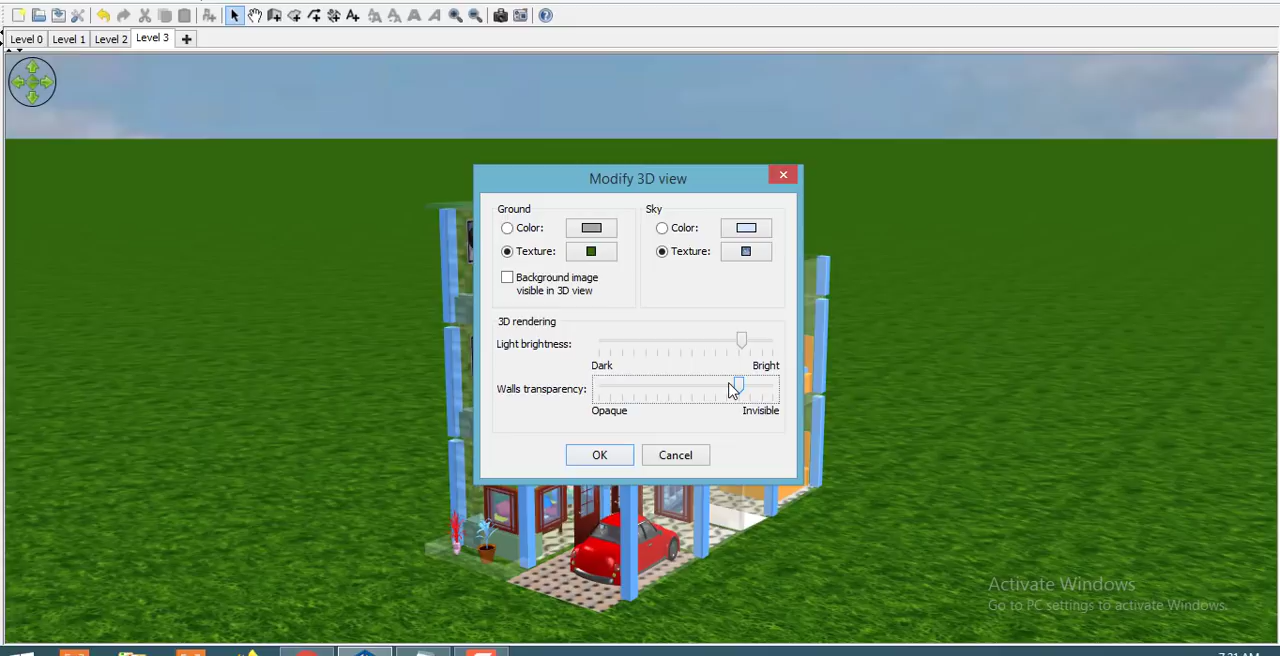 Level 0 Level 1 Level 2 Level 3
Modify 3D view
Ground
Color:
Texture:
Background image
visible in 3D view
Sky
Color:
Texture:
3D rendering
Light brightness:
Dark Bright
Walls transparency:
Opaque Invisible
OK Cancel
Activate Windows
Go to PC settings to activate Windows.